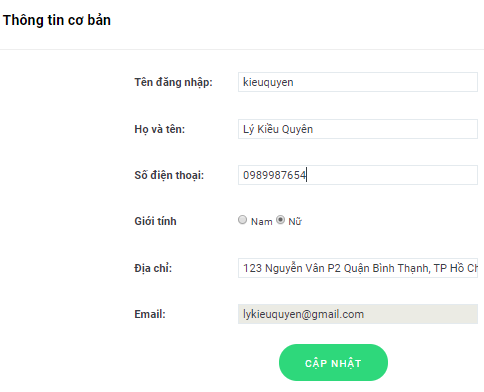 Thông tin cơ bản
Tên đăng nhập: kieuquyen
Họ và tên: Lý Kiều Quyên
Số điện thoại: 0989987654
Giới tính Nam Nữ
Địa chỉ: 123 Nguyễn Vân P2 Quận Bình Thạnh, TP Hồ
Email: lykieuquyen@gmail.com
CẬP NHẬT